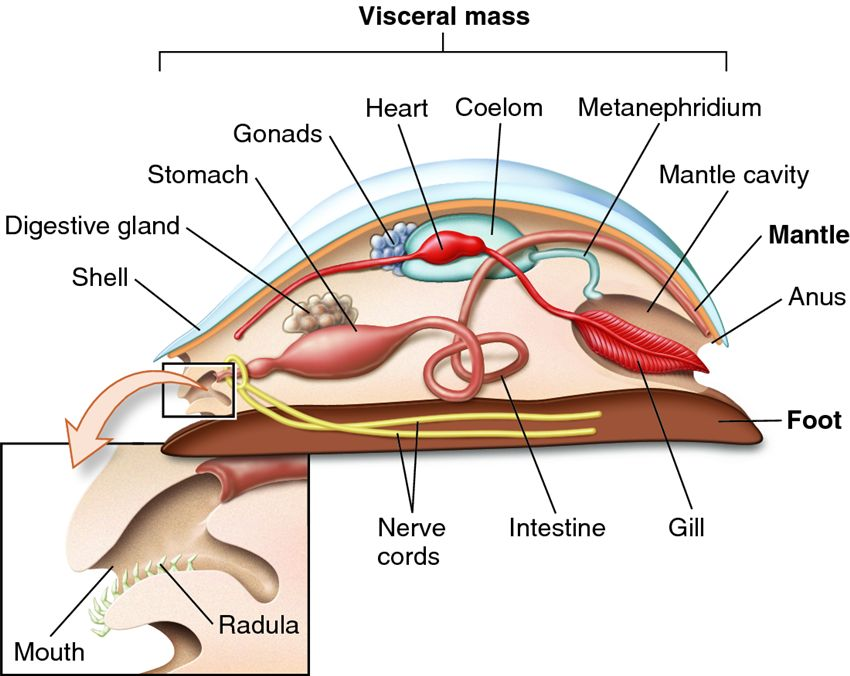 Visceral mass
Heart
Coelom
Metanephridium
Gonads
Stomach
Mantle cavity
Digestive gland
Mantle
Shell
Anus
Foot
Nerve
cords
Intestine
Gill
Radula
Mouth